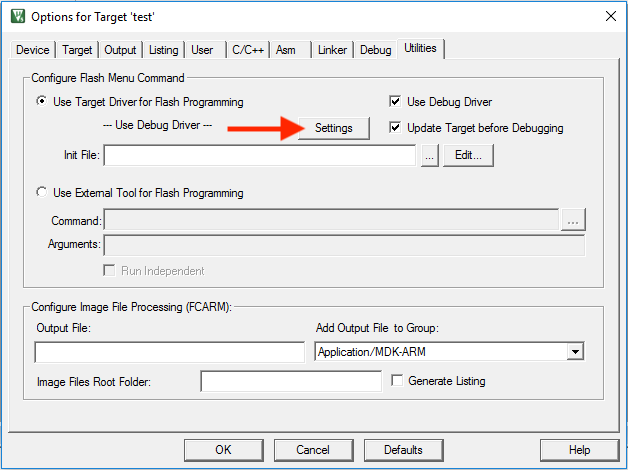 Options for Target 'test'
Device Target Output Listing User C/C++ Asm Linker Debug Utilities
Configure Flash Menu Command
Use Target Driver for Flash Programming
Use Debug Driver
--- Use Debug Driver ---
Settings
Update Target before Debugging
Init File:
...
Edit...
Use External Tool for Flash Programming
Command:
...
Arguments:
Run Independent
Configure Image File Processing (FCARM):
Output File:
Add Output File to Group:
Application/MDK-ARM
Image Files Root Folder:
Generate Listing
OK Cancel Defaults Help